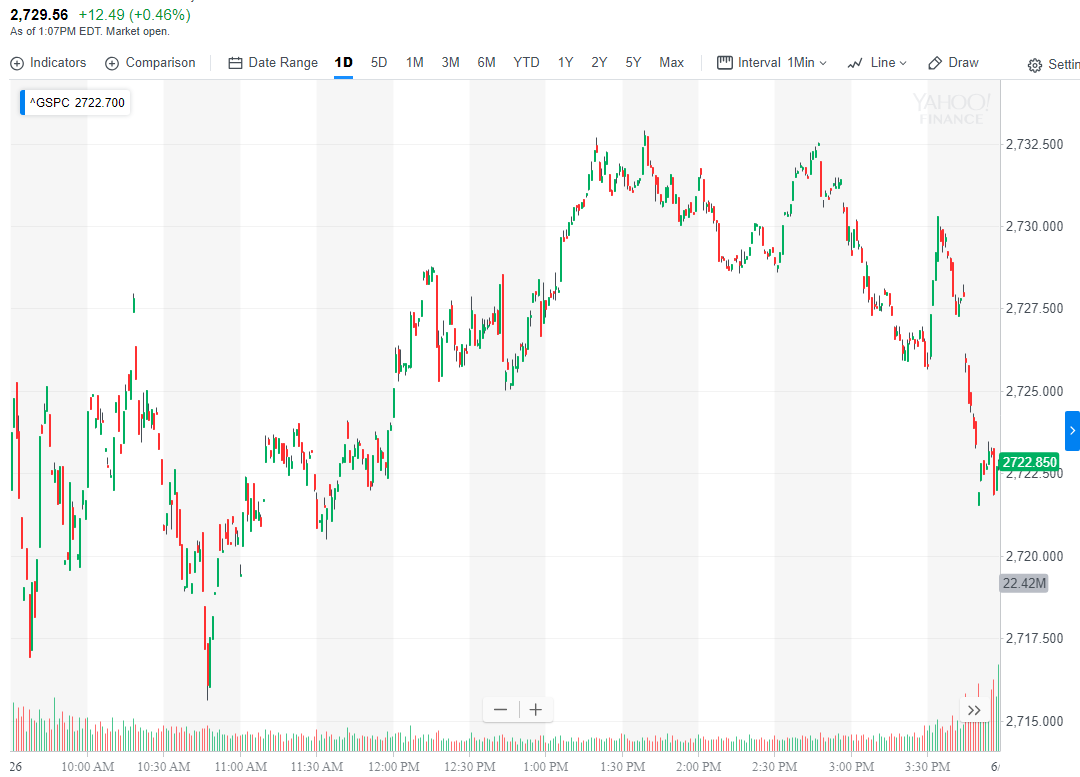 2,729.56 +12.49 (+0.46%)
As of 1:07PM EDT. Market open.
Indicators Comparison Date Range 1D 5D 1M 3M 6M YTD 1Y 2Y 5Y Max Interval 1Min Line Draw Settin
^GSPC 2722.700
YAHOO!
FINANCE
2,732.500
2,730.000
2,727.500
2,725.000
2722.850
2,722.500
2,720.000
22.42M
2,717.500
2,715.000
26 10:00 AM 10:30 AM 11:00 AM 11:30 AM 12:00 PM 12:30 PM 1:00 PM 1:30 PM 2:00 PM 2:30 PM 3:00 PM 3:30 PM 6/